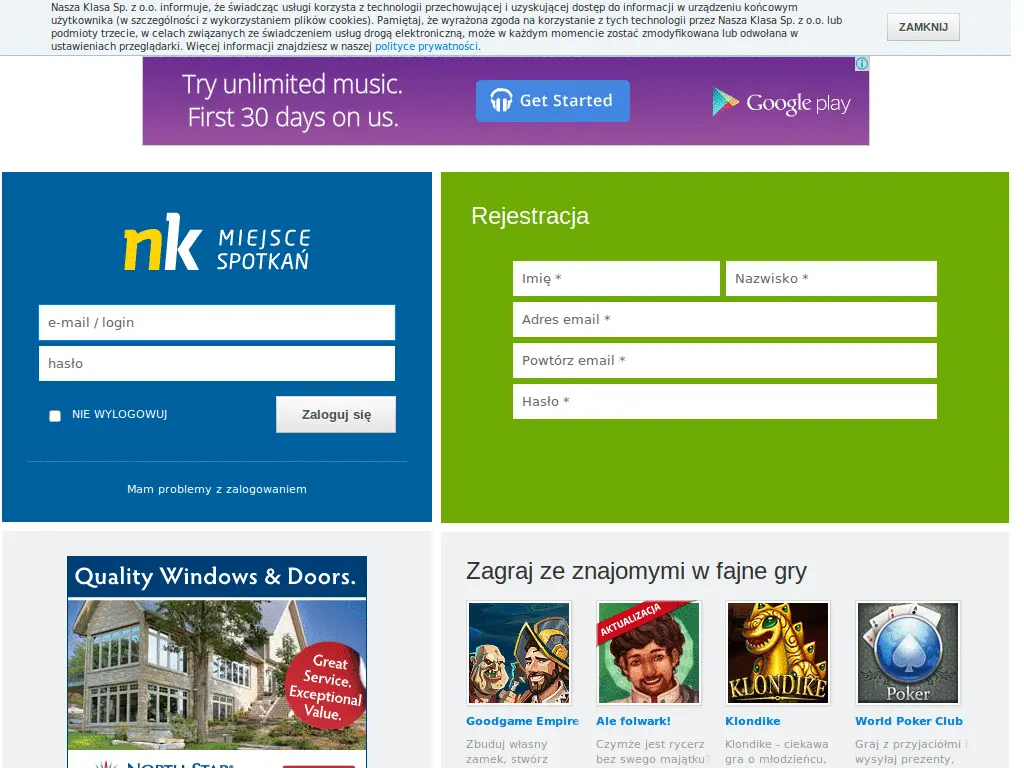 Nasza Klasa Sp. z o.o. informuje, że świadcząc usługi korzysta z technologii przechowującej i uzyskującej dostęp do informacji w urządzeniu końcowym
użytkownika (w szczególności z wykorzystaniem plików cookies). Pamiętaj, że wyrażona zgoda na korzystanie z tych technologii przez Nasza Klasa Sp. z o.o. lub
podmioty trzecie, w celach związanych ze świadczeniem usług drogą elektroniczną, może w każdym momencie zostać zmodyfikowana lub odwołana w
ustawieniach przeglądarki. Więcej informacji znajdziesz w naszej polityce prywatności.
ZAMKNIJ
Try unlimited music.
First 30 days on us.
Get Started
Google play
nk MIEJSCE
SPOTKAŃ
e-mail / login
hasło
NIE WYLOGOWUJ
Zaloguj się
Mam problemy z zalogowaniem
Rejestracja
Imię *
Nazwisko *
Adres email *
Powtórz email *
Hasło *
Quality Windows & Doors.
Great
Service.
Exceptional
Value.
NORTH STAR
Zagraj ze znajomymi w fajne gry
AKTUALIZACJA
KLONDIKE
Poker
Goodgame Empire
Ale folwark!
Klondike
World Poker Club
Zbuduj własny
zamek, stwórz
Czymże jest rycerz
bez swego majątku?
Klondike - ciekawa
gra o młodzieńcu,
Graj z przyjaciółmi i
wysyłaj prezenty,